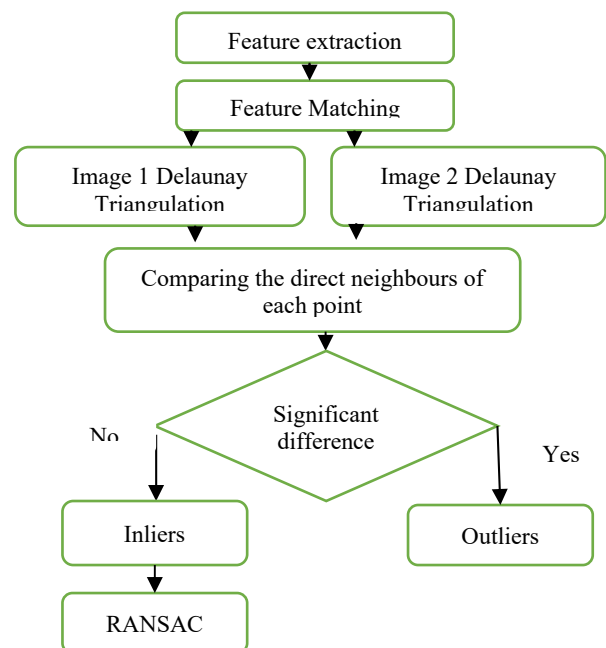 Feature extraction
Feature Matching
Image 1 Delaunay
Triangulation
Image 2 Delaunay
Triangulation
Comparing the direct neighbours of
each point
Significant
difference
No
Yes
Inliers
Outliers
RANSAC